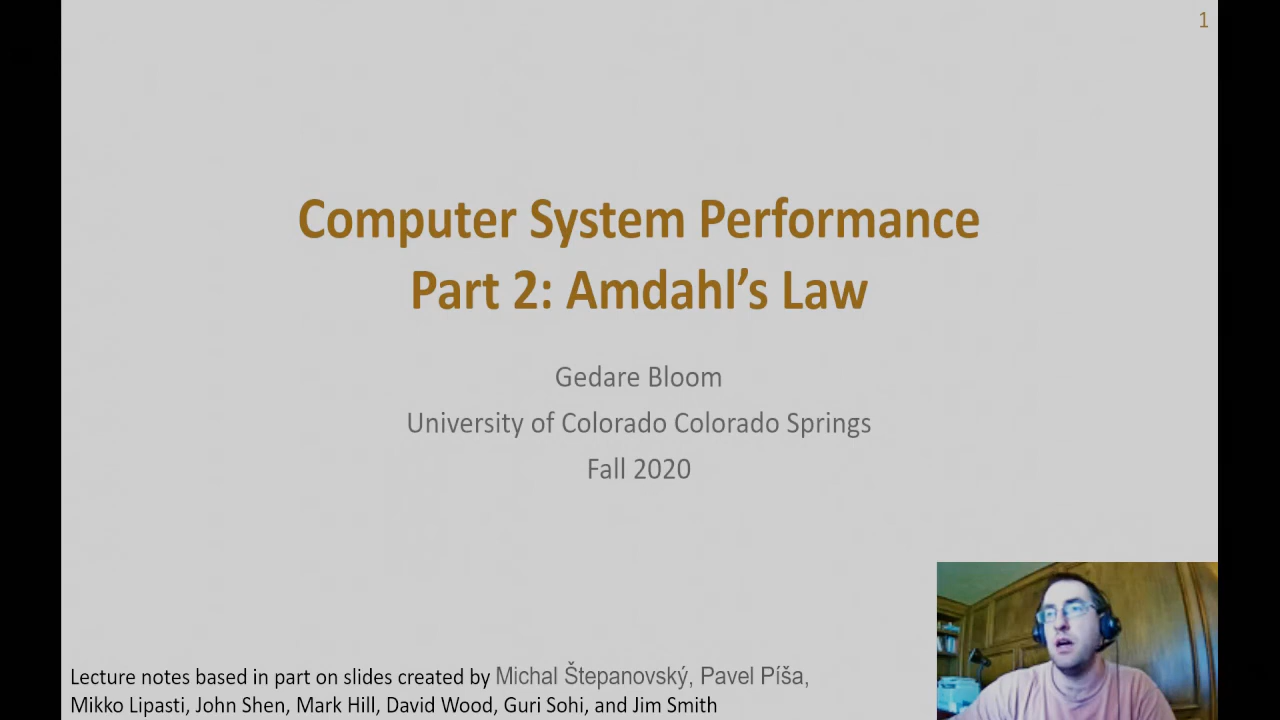 1
Computer System Performance
Part 2: Amdahl’s Law
Gedare Bloom
University of Colorado Colorado Springs
Fall 2020
Lecture notes based in part on slides created by Michal Štepanovský, Pavel Píša,
Mikko Lipasti, John Shen, Mark Hill, David Wood, Guri Sohi, and Jim Smith